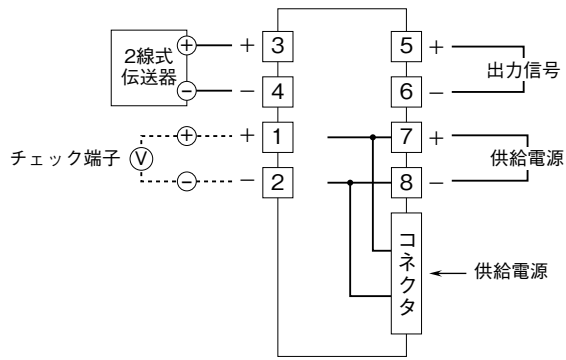 2線式
伝送器
+
−
+ 3
− 4
チェック端子
V
+
−
+ 1
− 2
5 +
6 −
出力信号
7 +
8 −
供給電源
コネクタ
供給電源